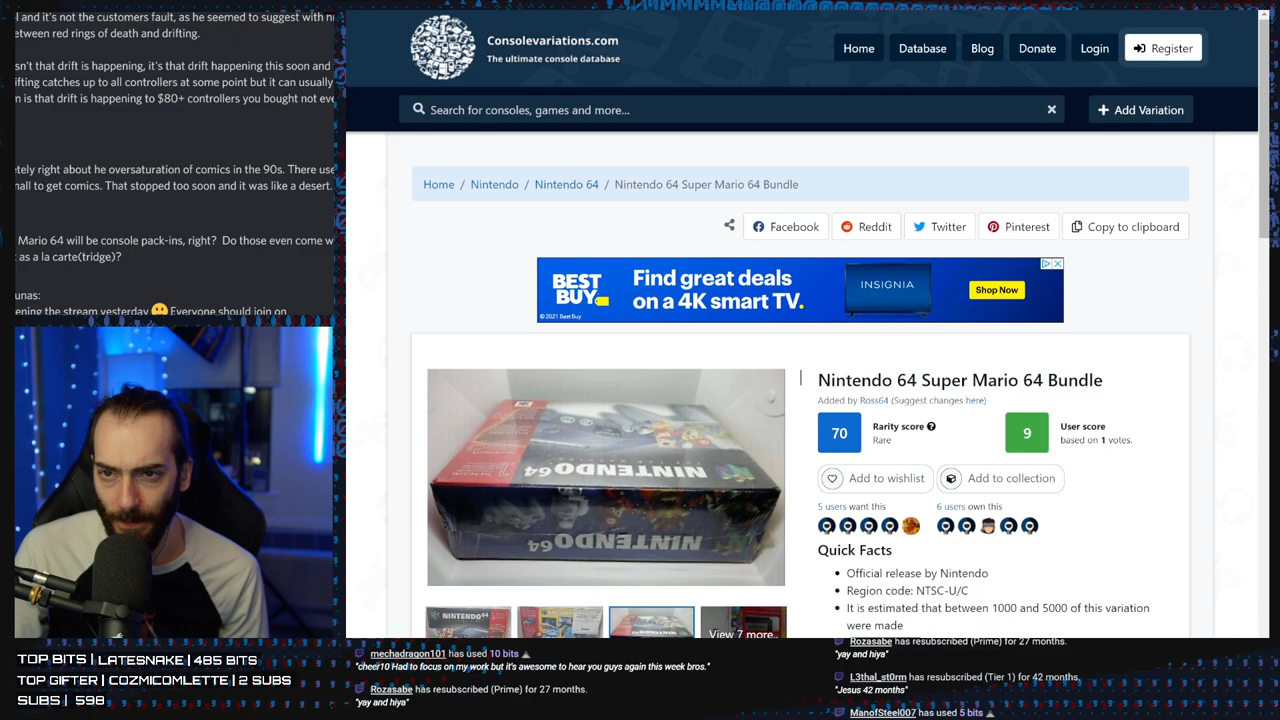 and it's not the customers fault, as he seemed to suggest with
etween red rings of death and drifting.
isn't that drift is happening, it's that drift happening this soon and
ifting catches up to all controllers at some point but it can usually
is that drift is happening to $80+ controllers you bought not
etely right about he oversaturation of comics in the 90s. There
to get comics. That stopped too soon and it was like a desert.
Mario 64 will be console pack-ins, right? Do those even come
as a la carte(tridge)?
unas:
ening the stream yesterday 🙂 Everyone should join on
Consolevariations.com
The ultimate console database
Home
Database
Blog
Donate
Login
Register
Search for consoles, games and more...
+ Add Variation
Home / Nintendo / Nintendo 64 / Nintendo 64 Super Mario 64 Bundle
Facebook
Reddit
Twitter
Pinterest
Copy to clipboard
BEST BUY
© 2021 Best Buy
Find great deals
on a 4K smart TV.
INSIGNIA
Shop Now
NINTENDO 64
NINTENDO 64
NINTENDO 64
View 7 more..
Nintendo 64 Super Mario 64 Bundle
Added by Ross64 (Suggest changes here)
70
Rarity score
Rare
9
User score
based on 1 votes.
Add to wishlist
Add to collection
5 users want this
6 users own this
Quick Facts
• Official release by Nintendo
• Region code: NTSC-U/C
• It is estimated that between 1000 and 5000 of this variation
were made
TOP BITS | LATESNAKE | 485 BITS
TOP GIFTER | COZMICOMLETTE | 2 SUBS
SUBS | 598
mechadragon101 has used 10 bits
"cheer10 Had to focus on my work but it's awesome to hear you guys again this week bros."
Rozasabe has resubscribed (Prime) for 27 months.
"yay and hiya"
Rozasabe has resubscribed (Prime) for 27 months.
"yay and hiya"
L3thal_st0rm has resubscribed (Tier 1) for 42 months.
"Jesus 42 months"
ManofSteel007 has used 5 bits